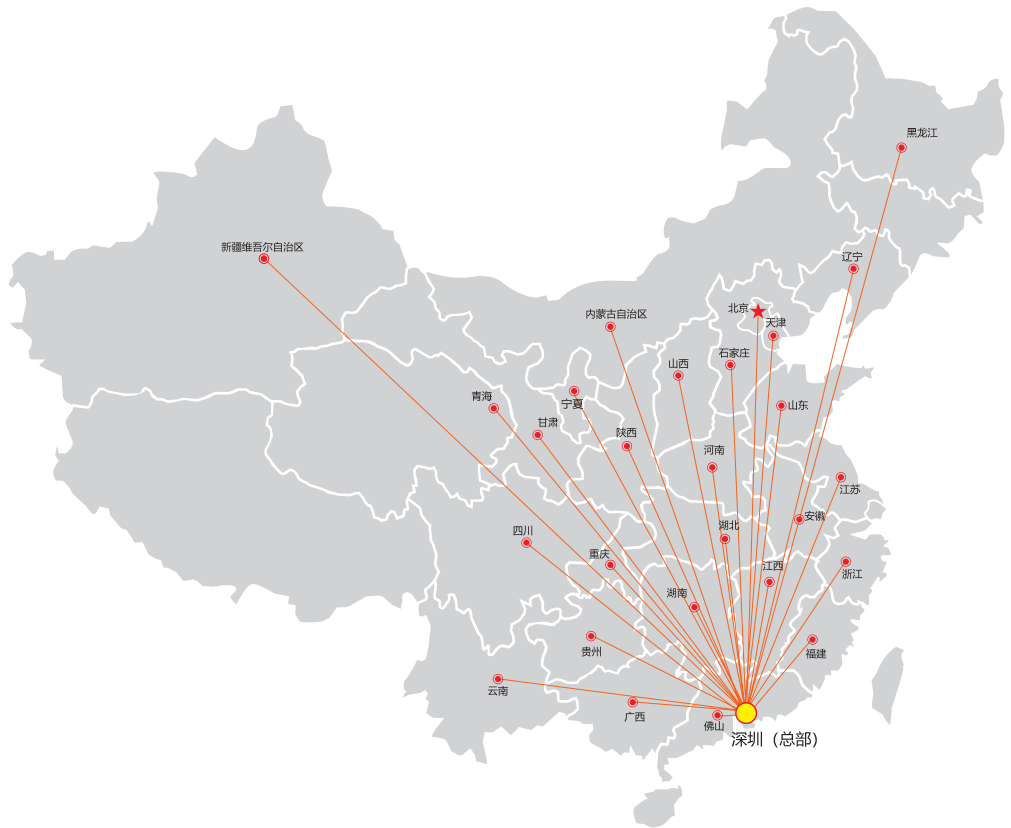 黑龙江
新疆维吾尔自治区
辽宁
北京
内蒙古自治区
天津
石家庄
山西
青海
宁夏
山东
甘肃
陕西
河南
江苏
安徽
湖北
四川
重庆
江西
浙江
湖南
贵州
福建
云南
广西
佛山
深圳（总部）